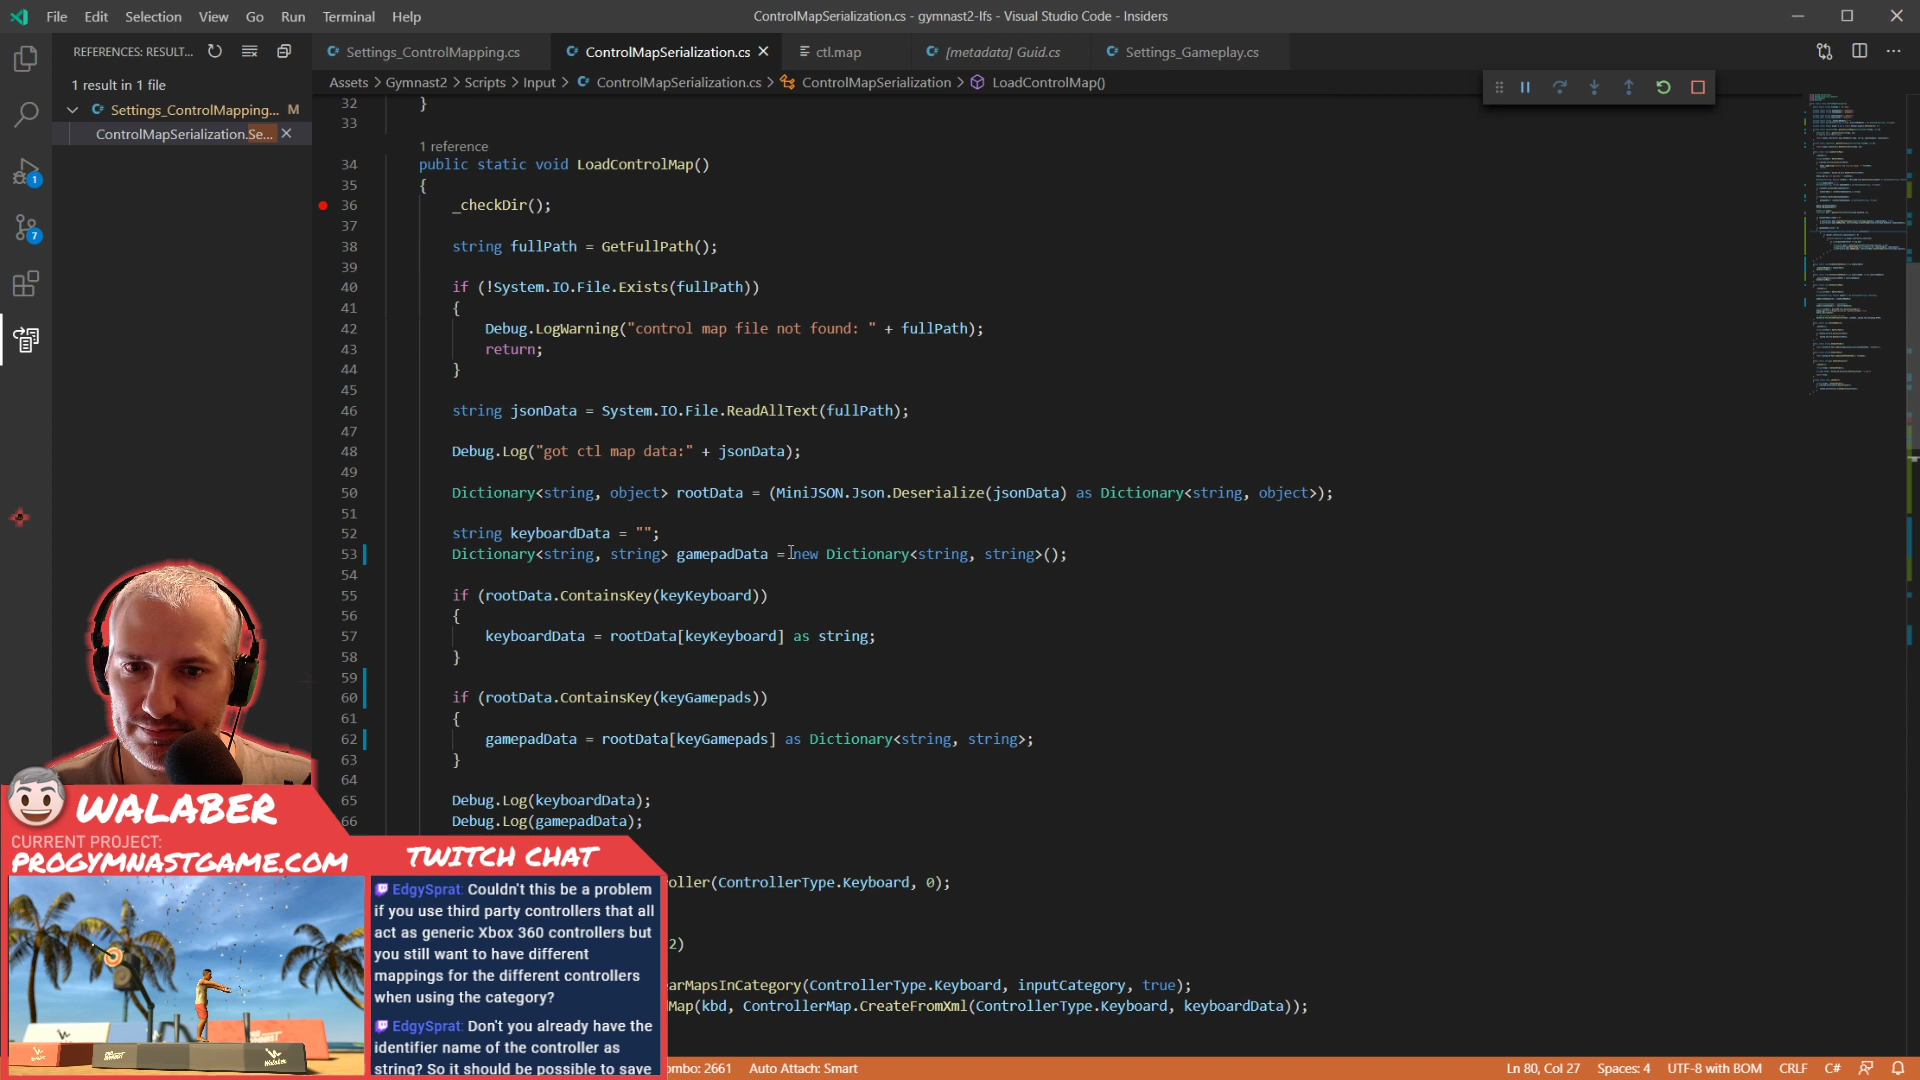 File Edit Selection View Go Run Terminal Help
ControlMapSerialization.cs - gymnast2-lfs - Visual Studio Code - Insiders
REFERENCES: RESULT...
Settings_ControlMapping.cs
ControlMapSerialization.cs
ctl.map
[metadata] Guid.cs
Settings_Gameplay.cs
1 result in 1 file
Settings_ControlMapping... M
ControlMapSerialization.Se...
1
7
Assets > Gymnast2 > Scripts > Input > ControlMapSerialization.cs > ControlMapSerialization > LoadControlMap()
32 }
33
1 reference
34 public static void LoadControlMap()
35 {
36 _checkDir();
37
38 string fullPath = GetFullPath();
39
40 if (!System.IO.File.Exists(fullPath))
41 {
42 Debug.LogWarning("control map file not found: " + fullPath);
43 return;
44 }
45
46 string jsonData = System.IO.File.ReadAllText(fullPath);
47
48 Debug.Log("got ctl map data:" + jsonData);
49
50 Dictionary<string, object> rootData = (MiniJSON.Json.Deserialize(jsonData) as Dictionary<string, object>);
51
52 string keyboardData = "";
53 Dictionary<string, string> gamepadData = new Dictionary<string, string>();
54
55 if (rootData.ContainsKey(keyKeyboard))
56 {
57 keyboardData = rootData[keyKeyboard] as string;
58 }
59
60 if (rootData.ContainsKey(keyGamepads))
61 {
62 gamepadData = rootData[keyGamepads] as Dictionary<string, string>;
63 }
64
65 Debug.Log(keyboardData);
66 Debug.Log(gamepadData);
oller(ControllerType.Keyboard, 0);
2)
earMapsInCategory(ControllerType.Keyboard, inputCategory, true);
Map(kbd, ControllerMap.CreateFromXml(ControllerType.Keyboard, keyboardData));
WALABER
CURRENT PROJECT:
PROGYMNASTGAME.COM
TWITCH CHAT
EdgySprat: Couldn't this be a problem
if you use third party controllers that all
act as generic Xbox 360 controllers but
you still want to have different
mappings for the different controllers
when using the category?
EdgySprat: Don't you already have the
identifier name of the controller as
string? So it should be possible to save
ombo: 2661 Auto Attach: Smart
Ln 80, Col 27 Spaces: 4 UTF-8 with BOM CRLF C#